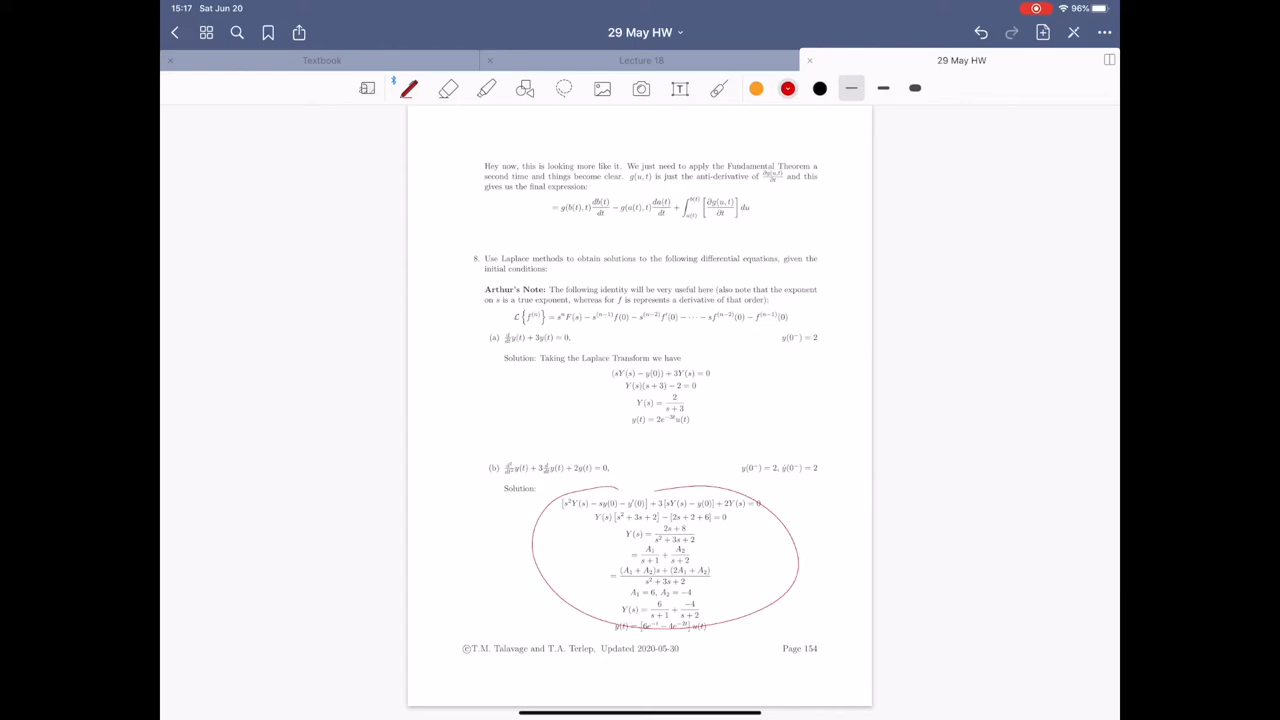 15:17 Sat Jun 20
96%
29 May HW
Textbook
Lecture 18
29 May HW
T
Hey now, this is looking more like it. We just need to apply the Fundamental Theorem a
second time and things become clear. g(u, t) is just the anti-derivative of ∂g(u,t)/∂t and this
gives us the final expression:
= g(b(t), t) db(t)/dt − g(a(t), t) da(t)/dt + ∫_{a(t)}^{b(t)} [∂g(u, t)/∂t] du
8. Use Laplace methods to obtain solutions to the following differential equations, given the
initial conditions:
Arthur's Note: The following identity will be very useful here (also note that the exponent
on s is a true exponent, whereas for f is represents a derivative of that order):
ℒ{f^(n)} = s^n F(s) − s^(n−1) f(0) − s^(n−2) f′(0) − ⋯ − s f^(n−2)(0) − f^(n−1)(0)
(a) d/dt y(t) + 3y(t) = 0, y(0⁻) = 2
Solution: Taking the Laplace Transform we have
(sY(s) − y(0)) + 3Y(s) = 0
Y(s)(s + 3) − 2 = 0
Y(s) = 2/(s + 3)
y(t) = 2e^{−3t}u(t)
(b) d²/dt² y(t) + 3 d/dt y(t) + 2y(t) = 0, y(0⁻) = 2, ẏ(0⁻) = 2
Solution:
[s²Y(s) − sy(0) − y′(0)] + 3 [sY(s) − y(0)] + 2Y(s) = 0
Y(s) [s² + 3s + 2] − [2s + 2 + 6] = 0
Y(s) = (2s + 8)/(s² + 3s + 2)
= A₁/(s + 1) + A₂/(s + 2)
= ((A₁ + A₂)s + (2A₁ + A₂))/(s² + 3s + 2)
A₁ = 6, A₂ = −4
Y(s) = 6/(s + 1) + −4/(s + 2)
y(t) = [6e^{−t} − 4e^{−2t}] u(t)
©T.M. Talavage and T.A. Terlep, Updated 2020-05-30 Page 154